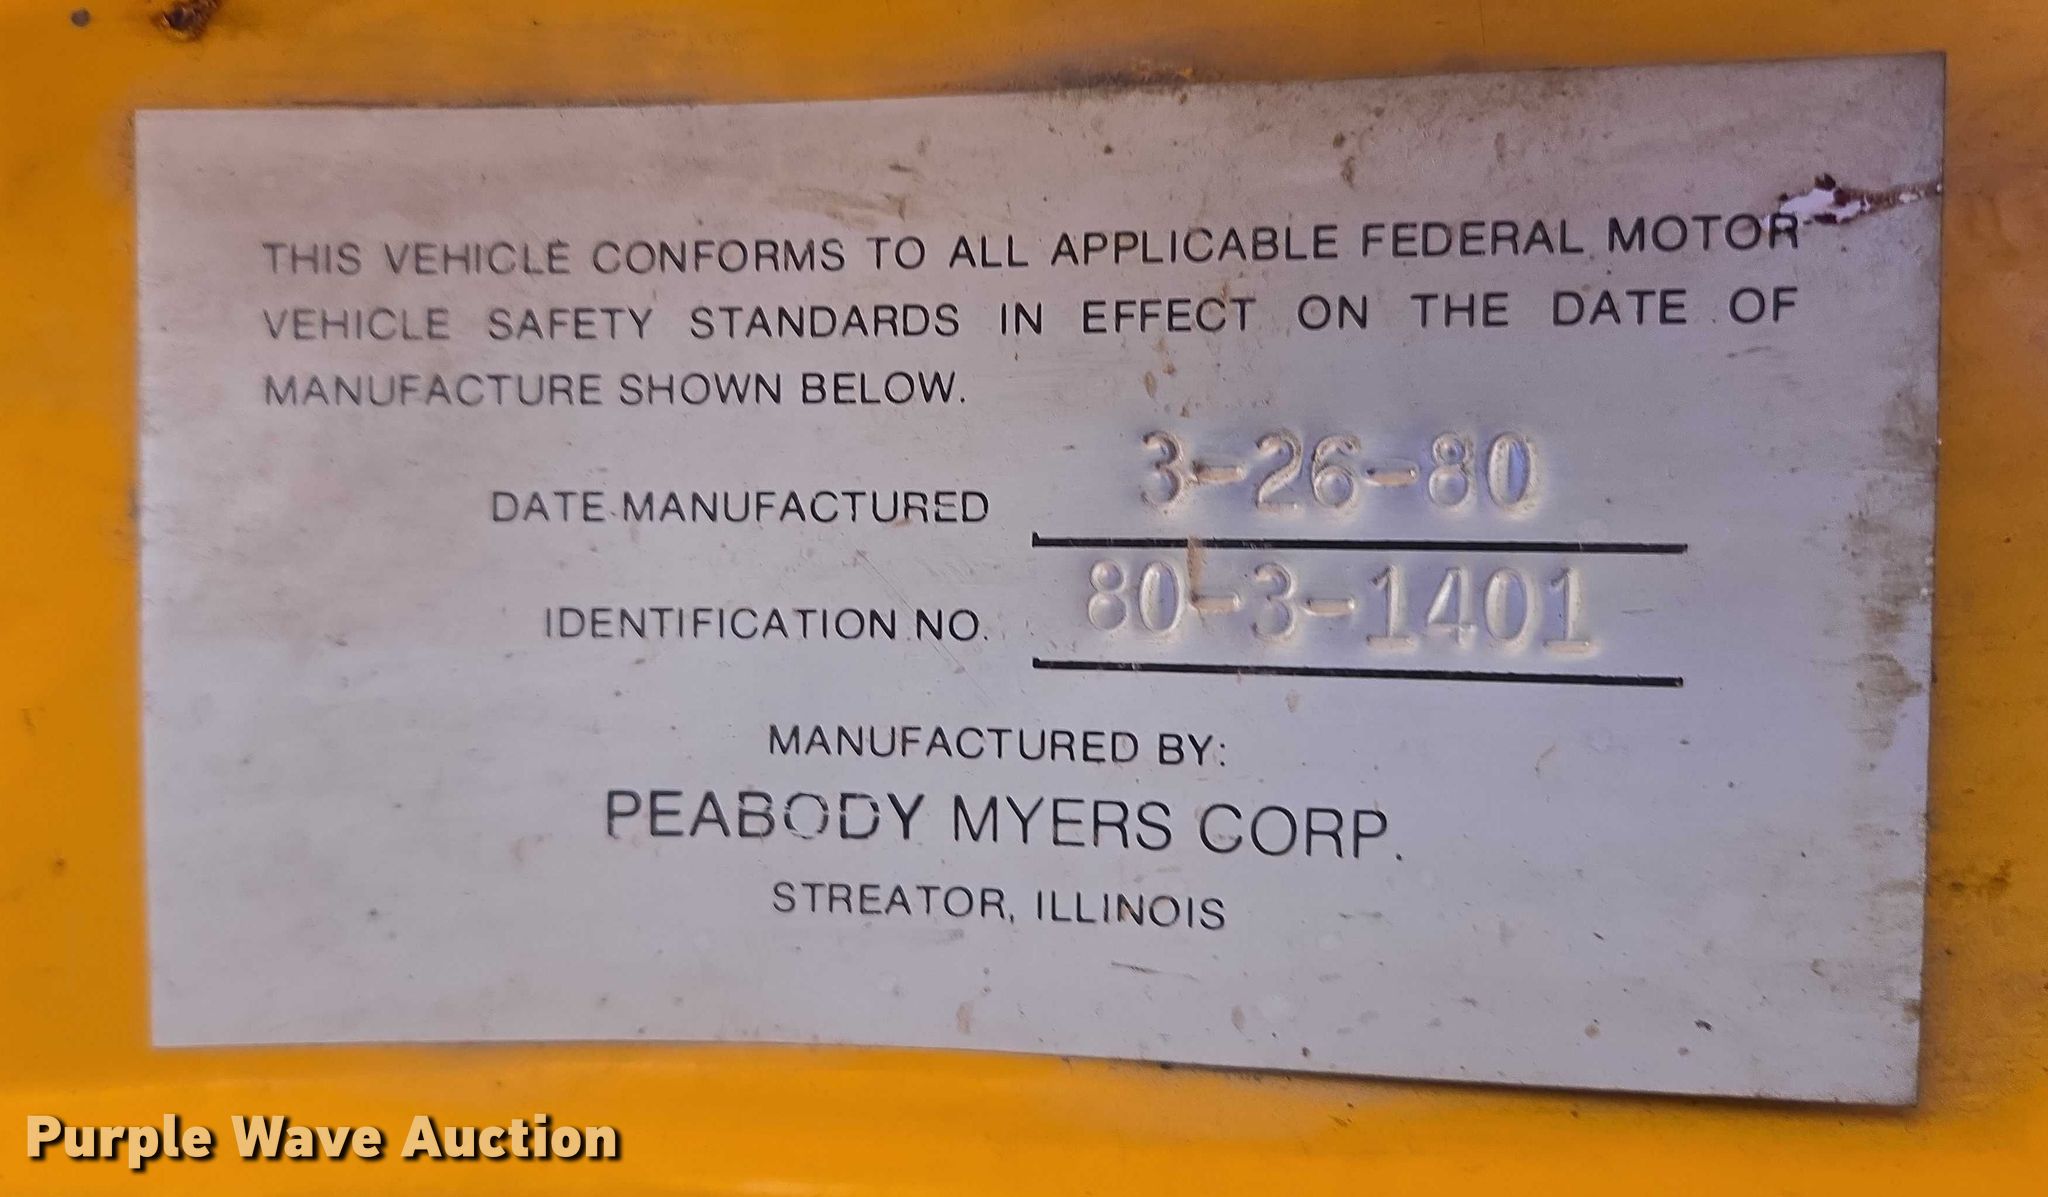 THIS VEHICLE CONFORMS TO ALL APPLICABLE FEDERAL MOTOR
VEHICLE SAFETY STANDARDS IN EFFECT ON THE DATE OF
MANUFACTURE SHOWN BELOW.
DATE MANUFACTURED 3-26-80
IDENTIFICATION NO. 80-3-1401
MANUFACTURED BY:
PEABODY MYERS CORP.
STREATOR, ILLINOIS
Purple Wave Auction